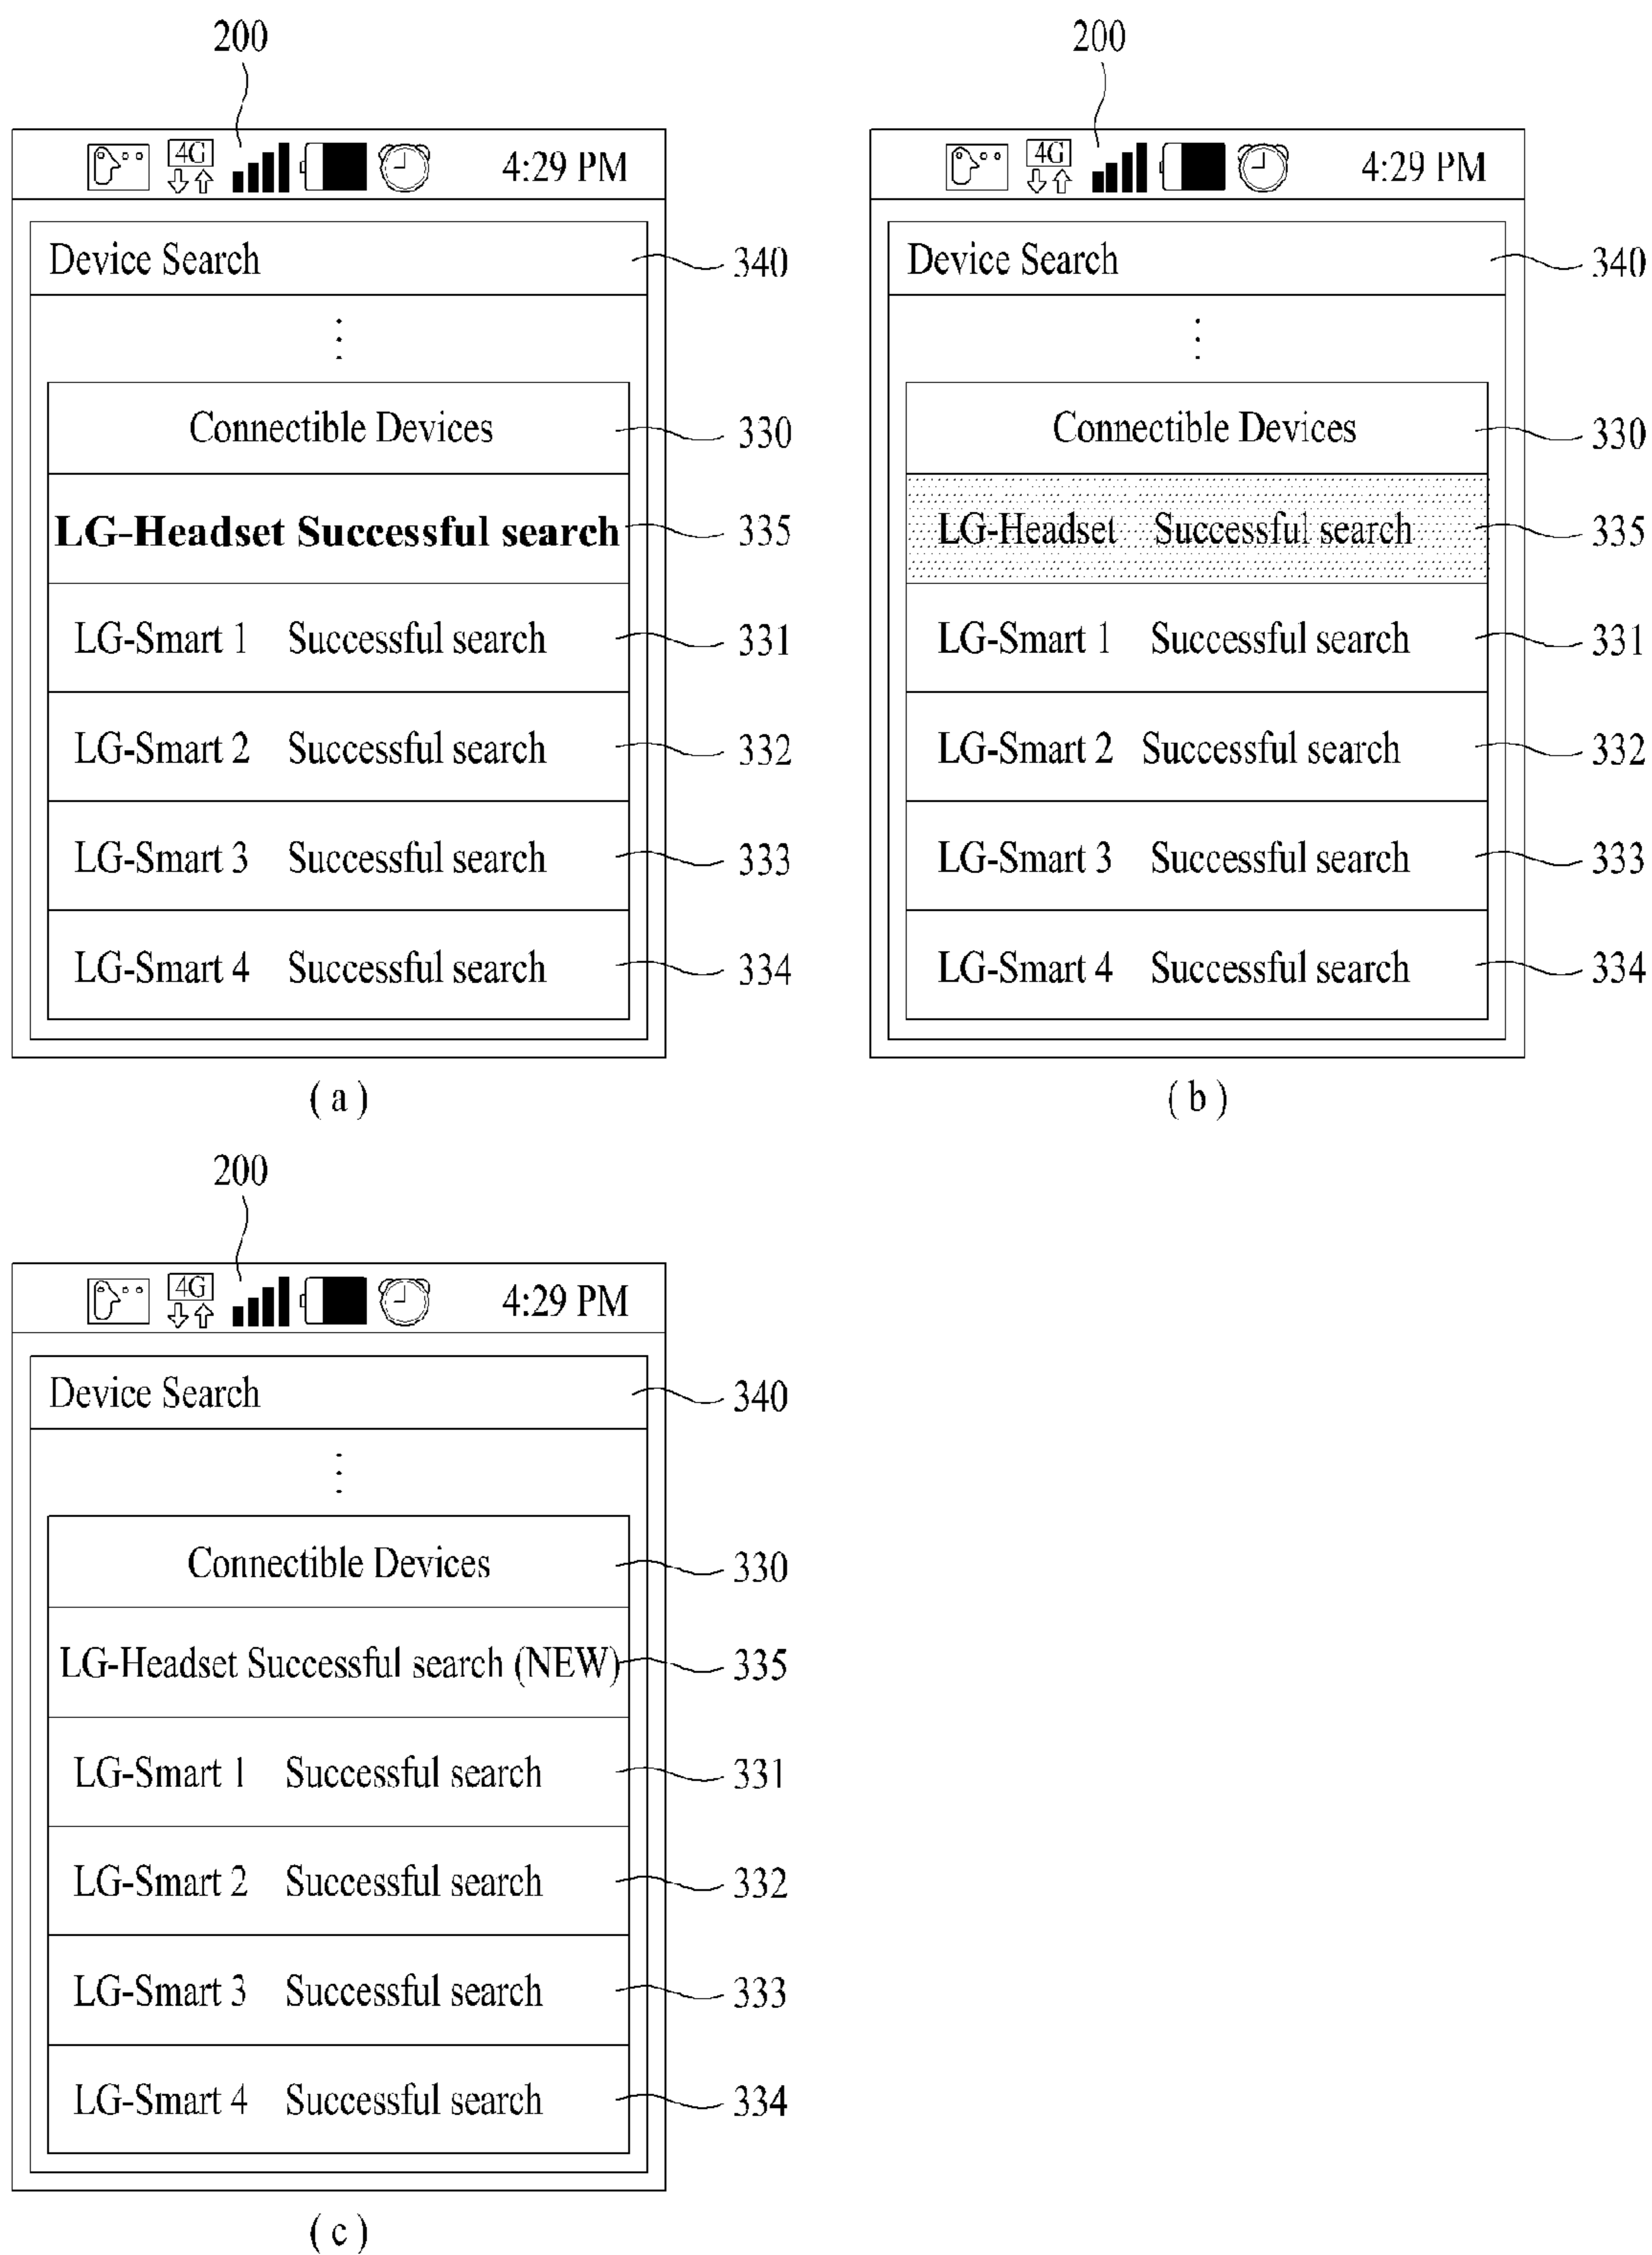 200
4G 4:29 PM
Device Search 340
Connectible Devices 330
LG-Headset Successful search 335
LG-Smart 1 Successful search 331
LG-Smart 2 Successful search 332
LG-Smart 3 Successful search 333
LG-Smart 4 Successful search 334
( a )
200
4G 4:29 PM
Device Search 340
Connectible Devices 330
LG-Headset Successful search 335
LG-Smart 1 Successful search 331
LG-Smart 2 Successful search 332
LG-Smart 3 Successful search 333
LG-Smart 4 Successful search 334
( b )
200
4G 4:29 PM
Device Search 340
Connectible Devices 330
LG-Headset Successful search (NEW) 335
LG-Smart 1 Successful search 331
LG-Smart 2 Successful search 332
LG-Smart 3 Successful search 333
LG-Smart 4 Successful search 334
( c )